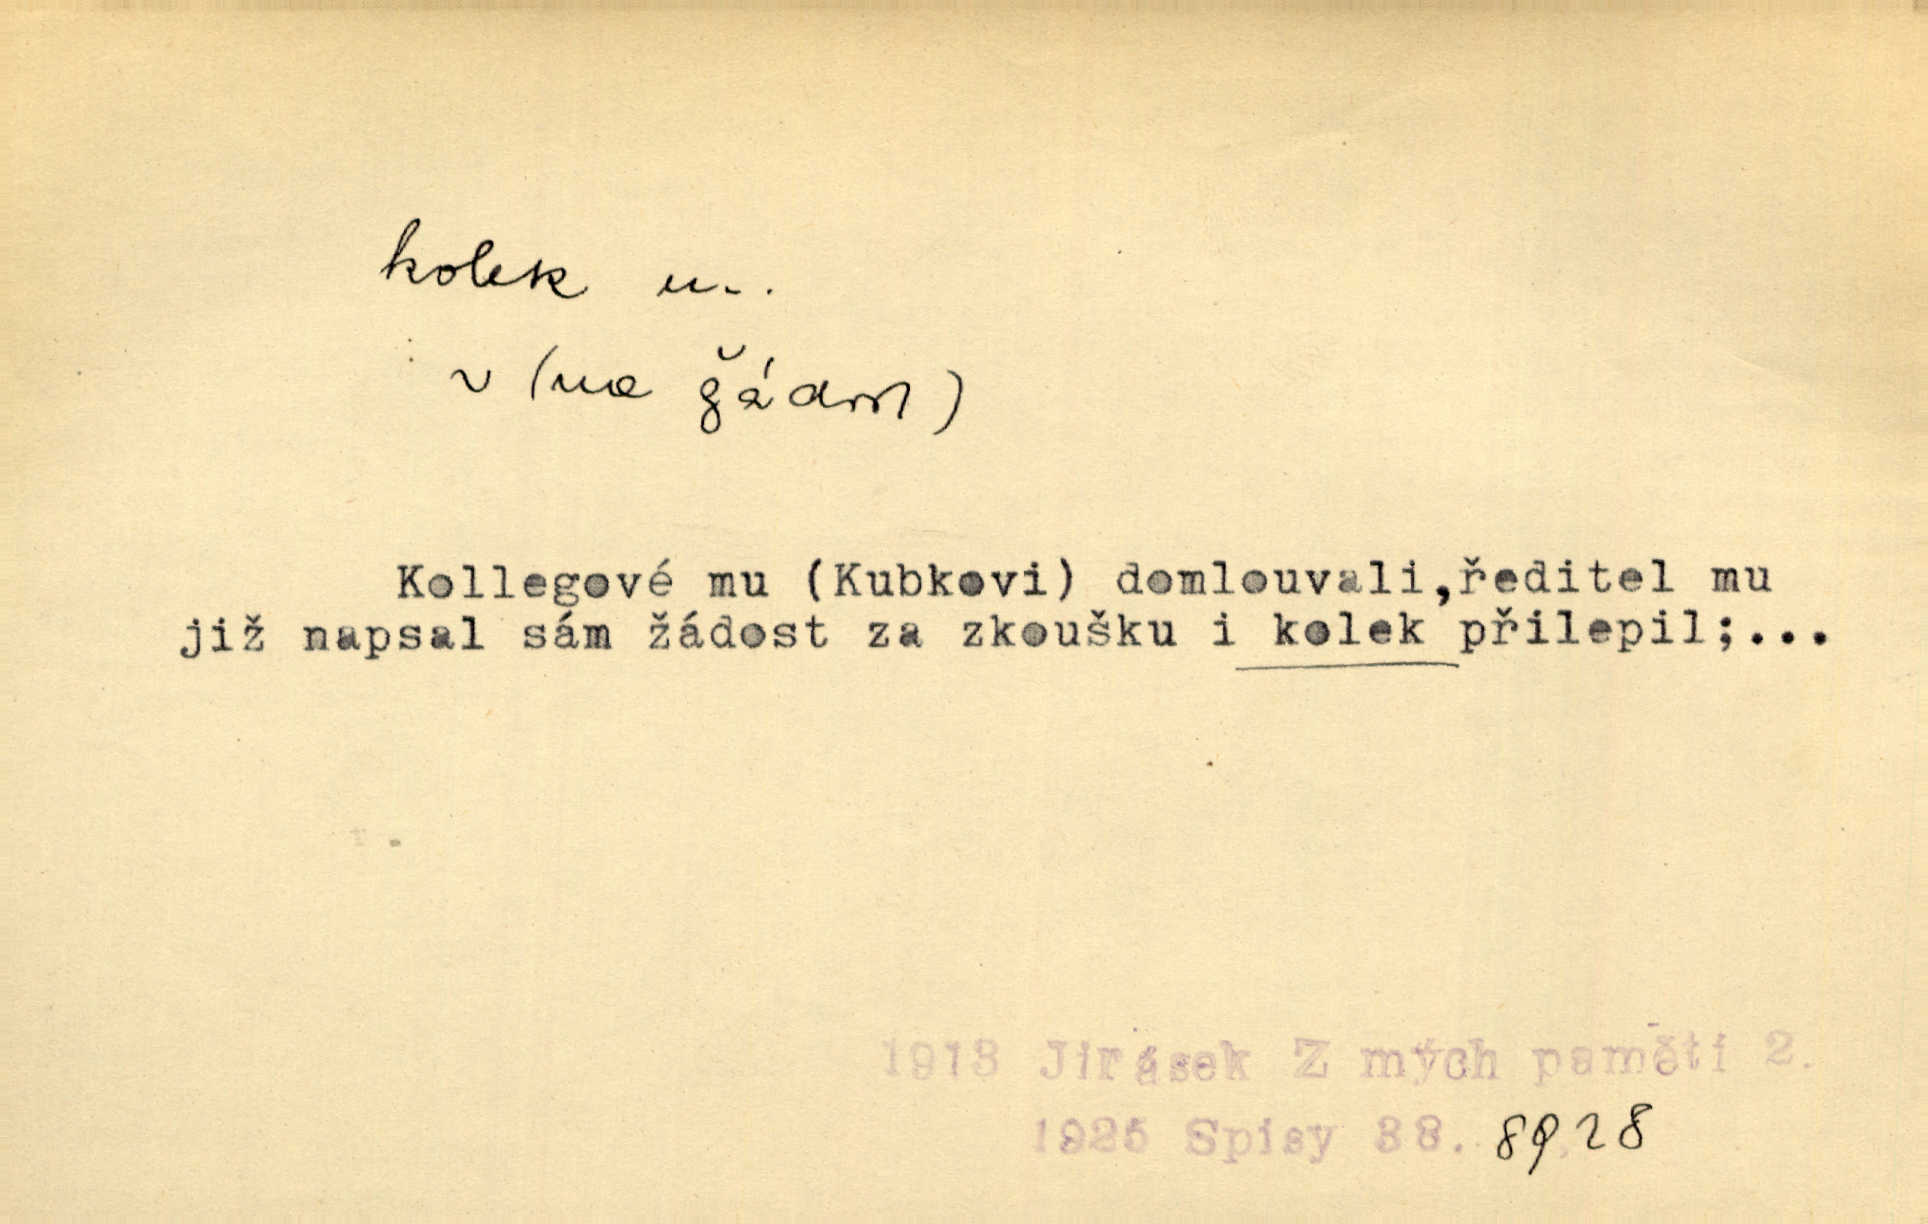 kolek m..
v (na žádost)
Kollegové mu (Kubkovi) domlouvali,ředitel mu
již napsal sám žádost za zkoušku i kolek přilepil;...
1913 Jirásek Z mých pamětí 2.
1925 Spisy 38. 89,28